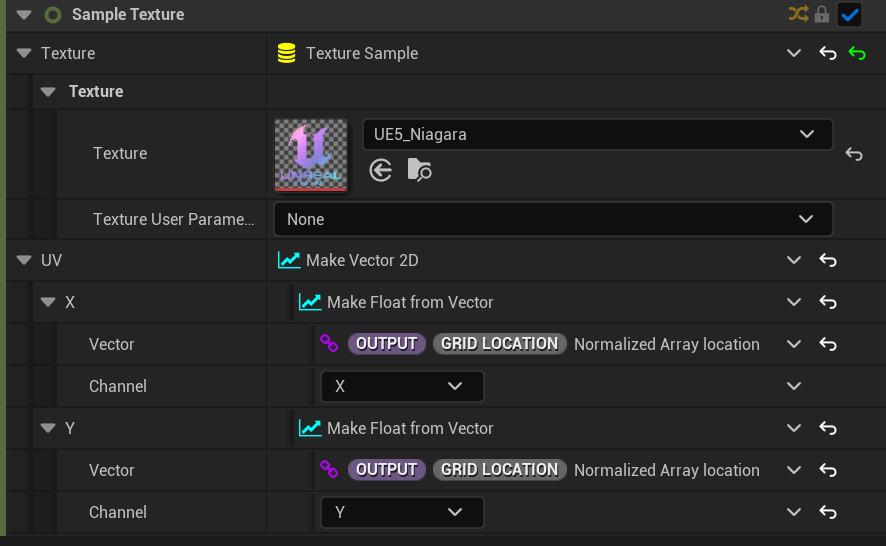 Sample Texture
Texture Texture Sample
Texture
UNREAL
Texture UE5_Niagara
Texture User Parame... None
UV Make Vector 2D
X Make Float from Vector
Vector OUTPUT GRID LOCATION Normalized Array location
Channel X
Y Make Float from Vector
Vector OUTPUT GRID LOCATION Normalized Array location
Channel Y